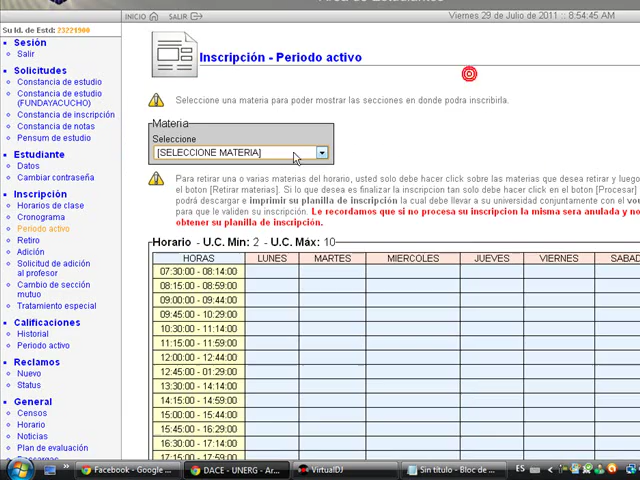 INICIO SALIR Viernes 29 de Julio de 2011 :: 8:54:45 AM
Su Id. de Estd: 23221900
Sesión
Salir
Solicitudes
Constancia de estudio
Constancia de estudio
(FUNDAYACUCHO)
Constancia de inscripción
Constancia de notas
Pensum de estudio
Estudiante
Datos
Cambiar contraseña
Inscripción
Horarios de clase
Cronograma
Periodo activo
Retiro
Adición
Solicitud de adición
al profesor
Cambio de sección
mutuo
Tratamiento especial
Calificaciones
Historial
Periodo activo
Reclamos
Nuevo
Status
General
Censos
Horario
Noticias
Plan de evaluación
Inscripción - Periodo activo
Seleccione una materia para poder mostrar las secciones en donde podra inscribirla.
Materia
Seleccione
[SELECCIONE MATERIA]
Para retirar una o varias materias del horario, usted solo debe hacer click sobre las materias que desea retirar y luego
el boton [Retirar materias]. Si lo que desea es finalizar la inscripcion tan solo debe hacer click en el boton [Procesar]
podrá descargar e imprimir su planilla de inscripción la cual debe llevar a su universidad conjuntamente con el
para que le validen su inscripción. Le recordamos que si no procesa su inscripcion la misma sera anulada y no
obtener su planilla de inscripción.
Horario - U.C. Min: 2 - U.C. Máx: 10
HORAS LUNES MARTES MIERCOLES JUEVES VIERNES SABAD
07:30:00 - 08:14:00
08:15:00 - 08:59:00
09:00:00 - 09:44:00
09:45:00 - 10:29:00
10:30:00 - 11:14:00
11:15:00 - 11:59:00
12:00:00 - 12:44:00
12:45:00 - 01:29:00
13:30:00 - 14:14:00
14:15:00 - 14:59:00
15:00:00 - 15:44:00
15:45:00 - 16:29:00
16:30:00 - 17:14:00
17:15:00 - 17:59:00
Facebook - Google ... DACE - UNERG - Ar... VirtualDJ Sin título - Bloc de ... ES